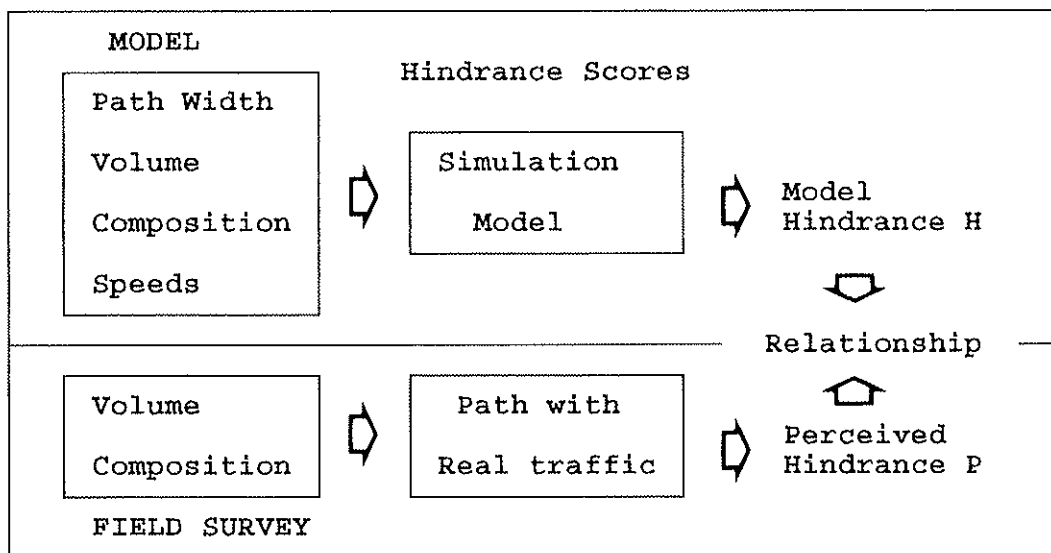 MODEL
Hindrance Scores
Path Width
Volume
Composition
Speeds
Simulation
Model
Model
Hindrance H
Relationship
Volume
Composition
Path with
Real traffic
Perceived
Hindrance P
FIELD SURVEY